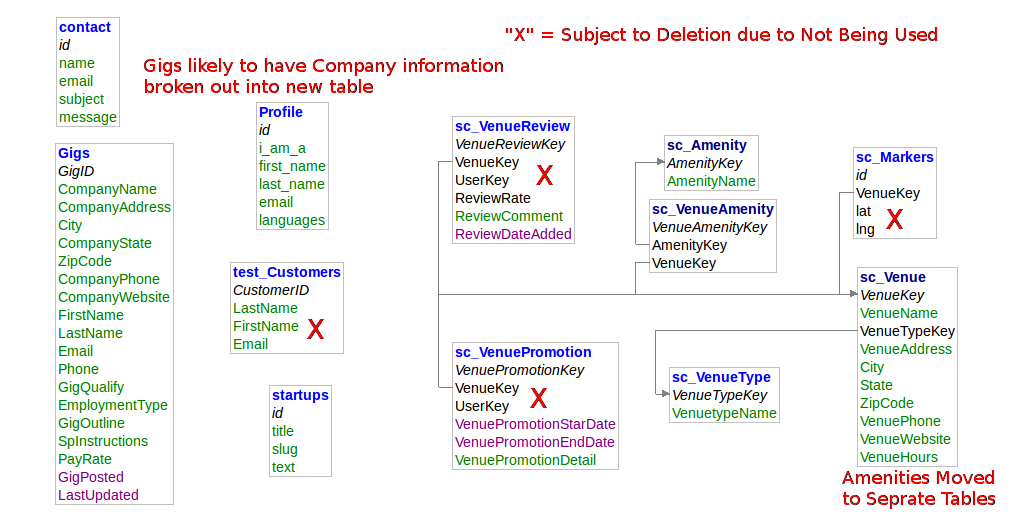 contact
id
name
email
subject
message
"X" = Subject to Deletion due to Not Being Used
Gigs likely to have Company information
broken out into new table
Gigs
GigID
CompanyName
CompanyAddress
City
CompanyState
ZipCode
CompanyPhone
CompanyWebsite
FirstName
LastName
Email
Phone
GigQualify
EmploymentType
GigOutline
SpInstructions
PayRate
GigPosted
LastUpdated
Profile
id
i_am_a
first_name
last_name
email
languages
test_Customers
CustomerID
LastName
FirstName
Email
X
startups
id
title
slug
text
sc_VenueReview
VenueReviewKey
VenueKey
UserKey
ReviewRate
ReviewComment
ReviewDateAdded
X
sc_VenuePromotion
VenuePromotionKey
VenueKey
UserKey
VenuePromotionStarDate
VenuePromotionEndDate
VenuePromotionDetail
X
sc_Amenity
AmenityKey
AmenityName
sc_VenueAmenity
VenueAmenityKey
AmenityKey
VenueKey
sc_VenueType
VenueTypeKey
VenuetypeName
sc_Markers
id
VenueKey
lat
lng
X
sc_Venue
VenueKey
VenueName
VenueTypeKey
VenueAddress
City
State
ZipCode
VenuePhone
VenueWebsite
VenueHours
Amenities Moved
to Seprate Tables